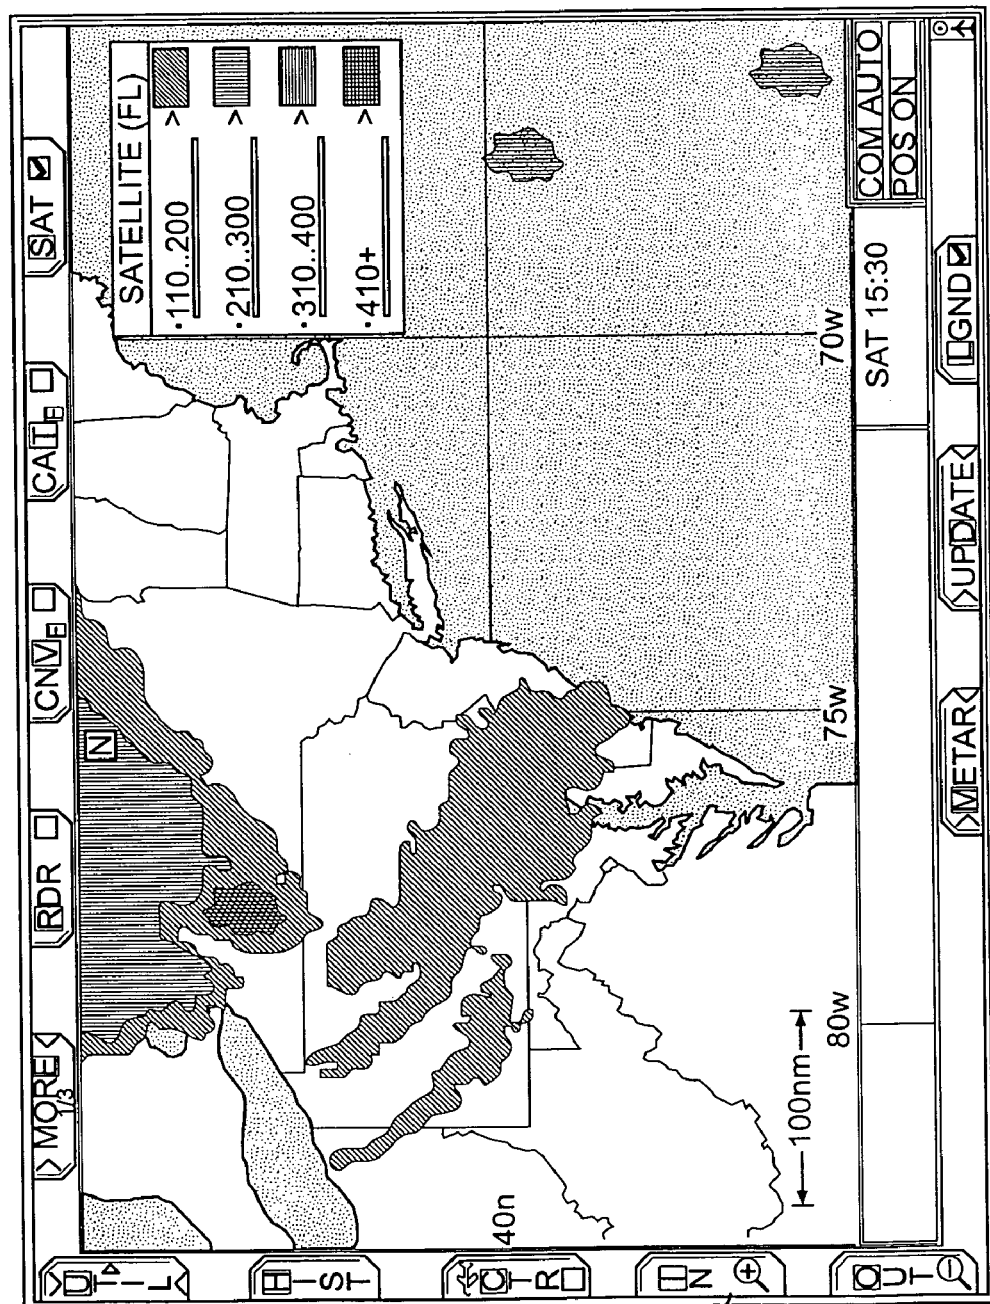 UTIL
MORE
1/3
RDR
CNV
CAT
SAT
N
SATELLITE (FL)
·110..200 >
·210..300 >
·310..400 >
·410+ >
HIST
CTR
40n
IN
100nm
80w
75w
70w
OUT
SAT 15:30
COM AUTO
POS ON
METAR
UPDATE
LGND